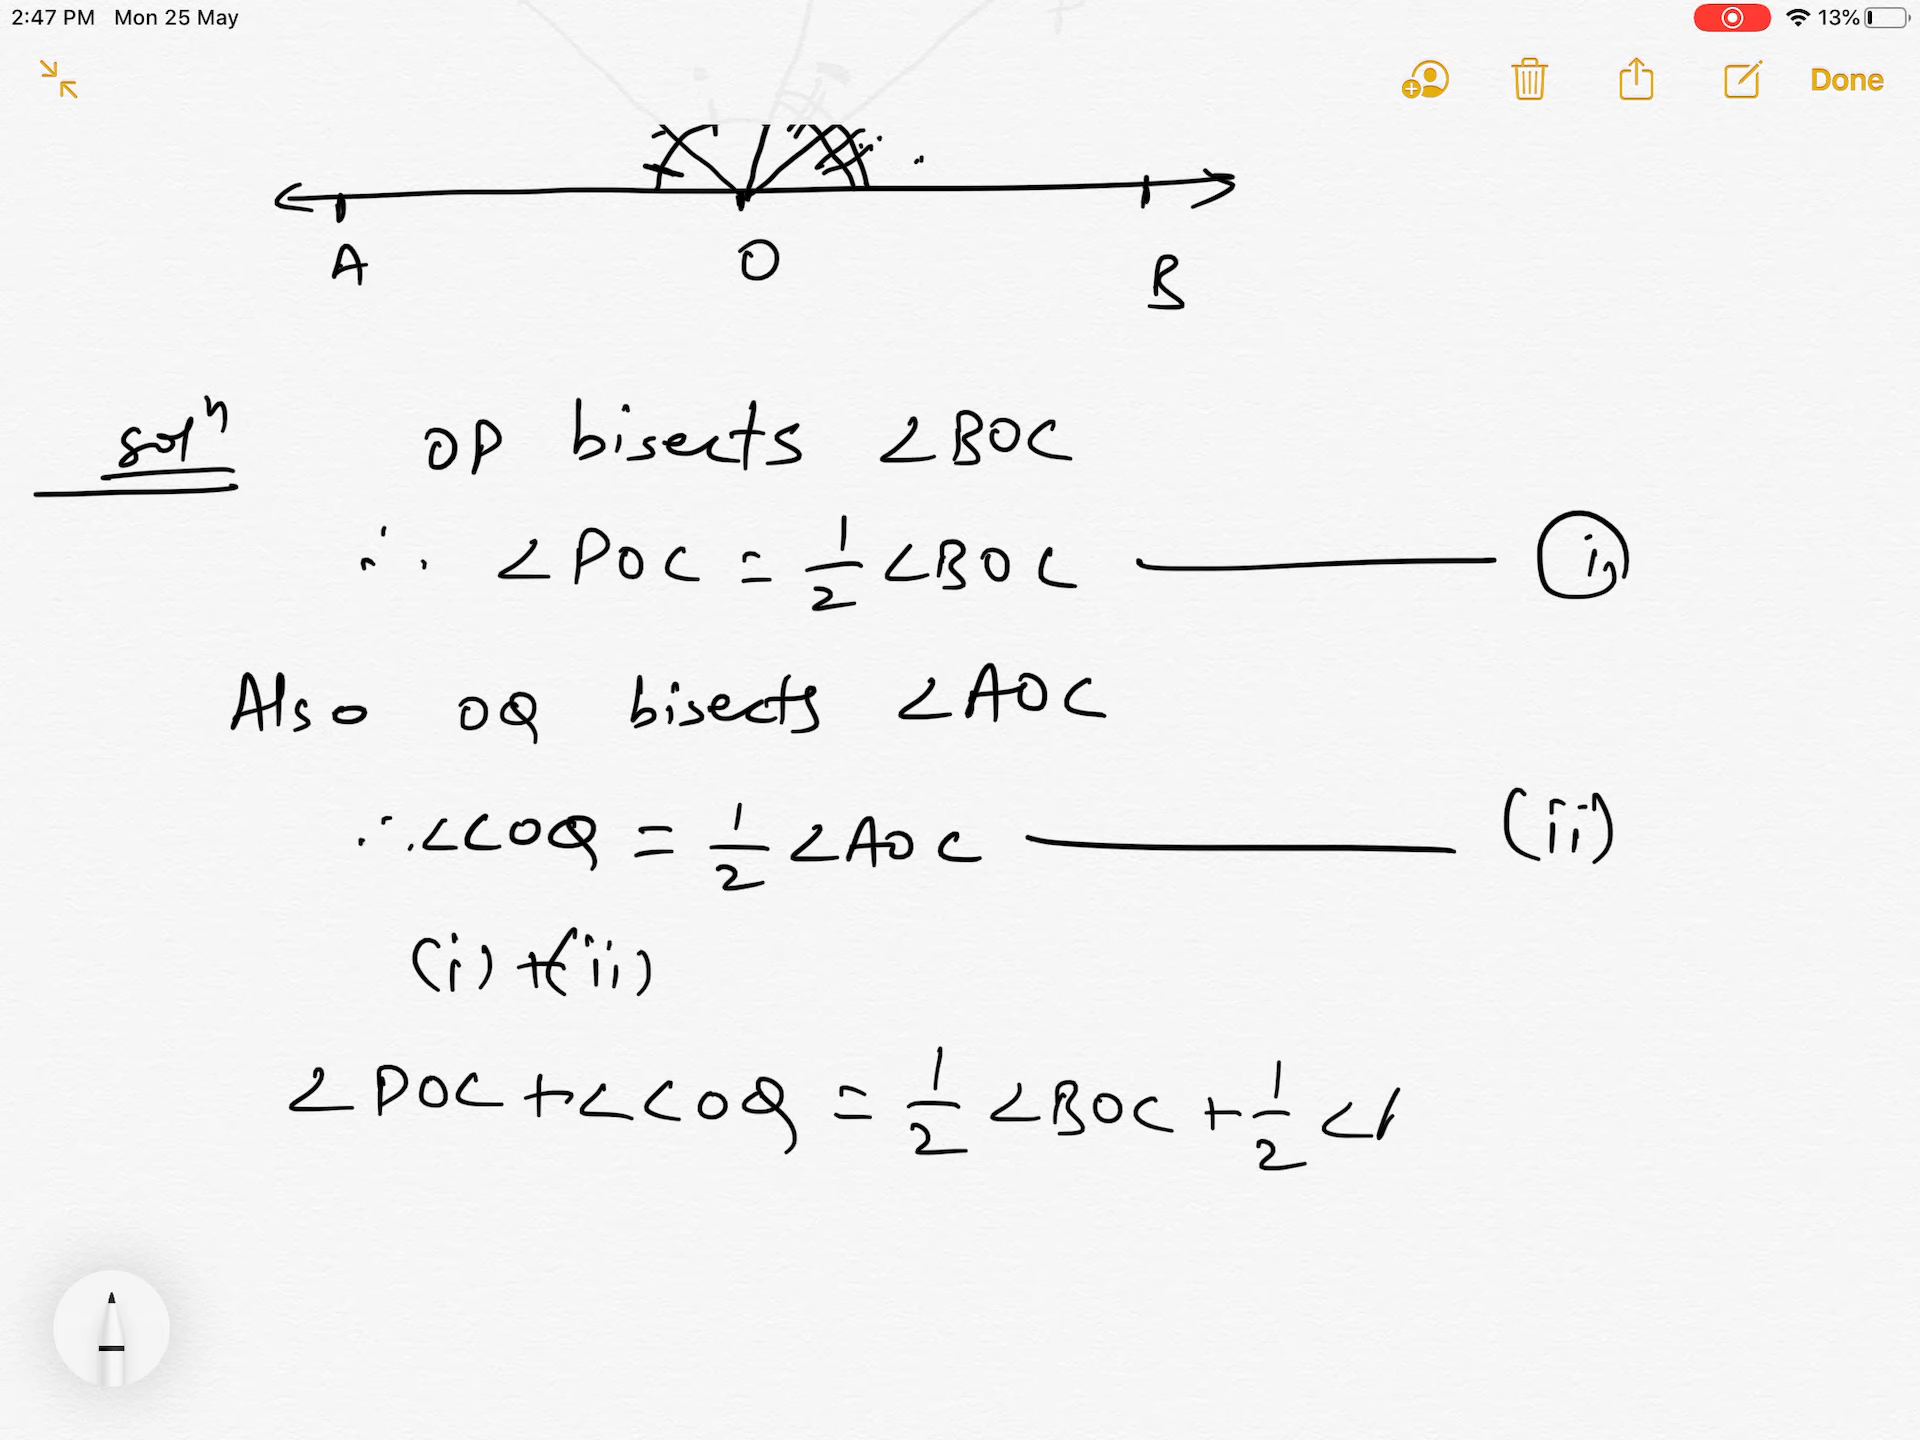 2:47 PM Mon 25 May 13%
Done
A O B
solⁿ OP bisects ∠BOC
∴ ∠POC = 1/2 ∠BOC (i)
Also OQ bisects ∠AOC
∴ ∠COQ = 1/2 ∠AOC (ii)
(i) + (ii)
∠POC + ∠COQ = 1/2 ∠BOC + 1/2 ∠